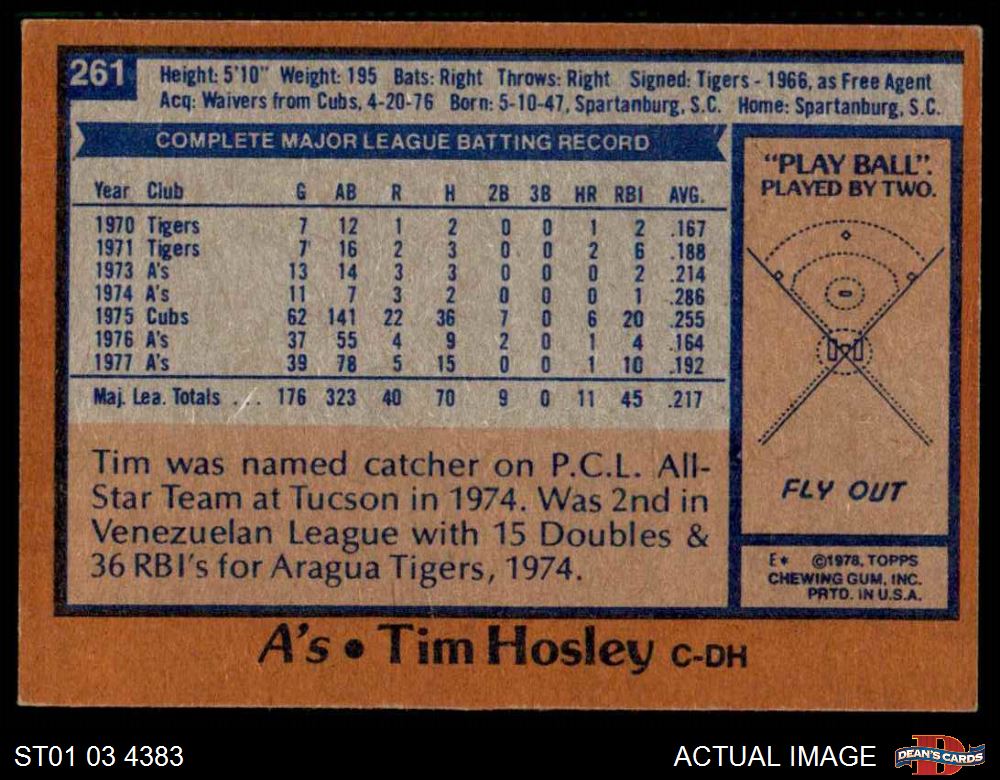 261
Height: 5'10" Weight: 195 Bats: Right Throws: Right Signed: Tigers - 1966, as Free Agent
Acq: Waivers from Cubs, 4-20-76 Born: 5-10-47, Spartanburg, S.C. Home: Spartanburg, S.C.
COMPLETE MAJOR LEAGUE BATTING RECORD
Year Club G AB R H 2B 3B HR RBI AVG.
1970 Tigers 7 12 1 2 0 0 1 2 .167
1971 Tigers 7 16 2 3 0 0 2 6 .188
1973 A's 13 14 3 3 0 0 0 2 .214
1974 A's 11 7 3 2 0 0 0 1 .286
1975 Cubs 62 141 22 36 7 0 6 20 .255
1976 A's 37 55 4 9 2 0 1 4 .164
1977 A's 39 78 5 15 0 0 1 10 .192
Maj. Lea. Totals .... 176 323 40 70 9 0 11 45 .217
Tim was named catcher on P.C.L. All-
Star Team at Tucson in 1974. Was 2nd in
Venezuelan League with 15 Doubles &
36 RBI's for Aragua Tigers, 1974.
"PLAY BALL".
PLAYED BY TWO.
FLY OUT
E* ©1978, TOPPS
CHEWING GUM, INC.
PRTD. IN U.S.A.
A's • Tim Hosley C-DH
ST01 03 4383
ACTUAL IMAGE
D
DEAN'S CARDS